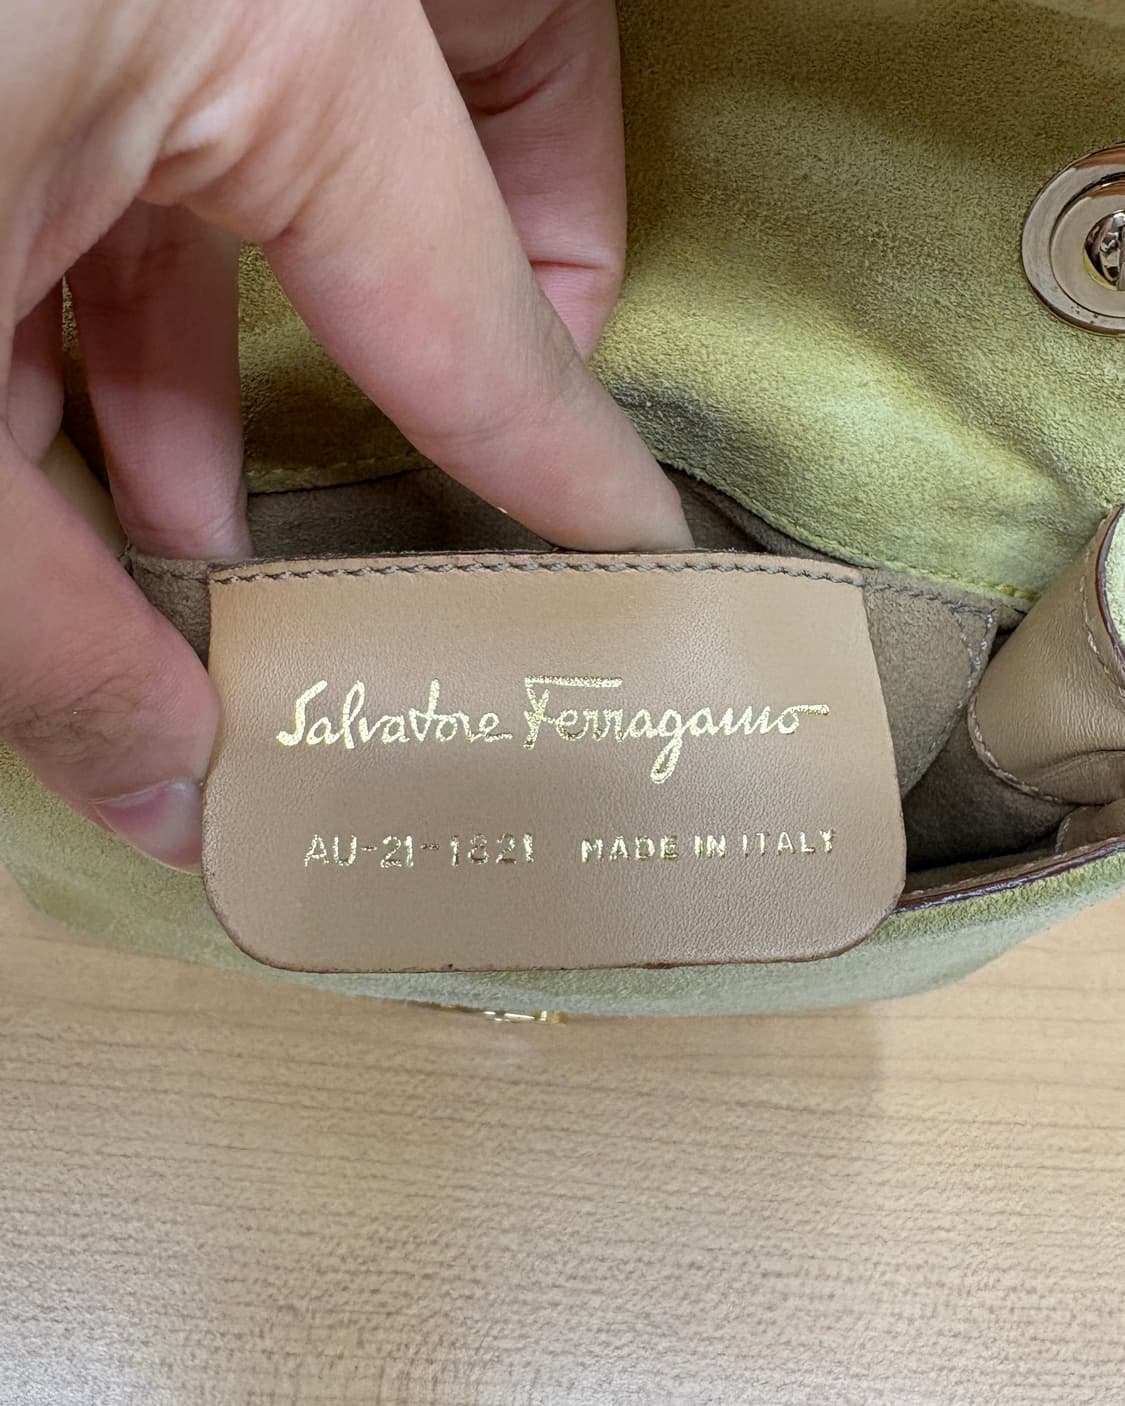 Salvatore Ferragamo
AU-21-1821 MADE IN ITALY